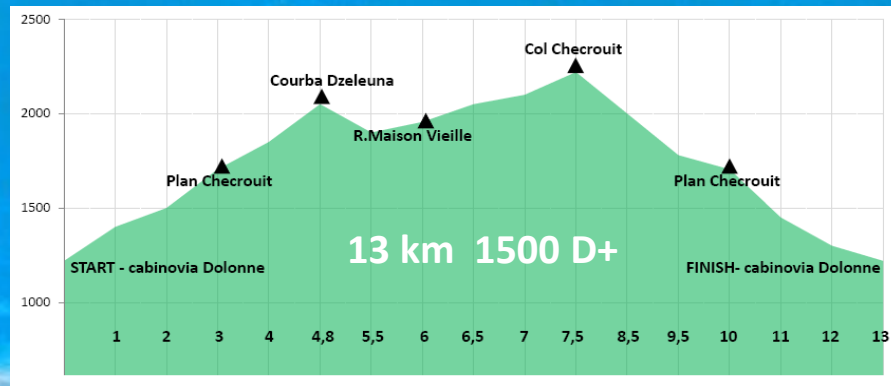 2500
Col Checrouit
Courba Dzeleuna
2000
R.Maison Vieille
Plan Checrouit
Plan Checrouit
1500
13 km 1500 D+
START - cabinovia Dolonne
FINISH- cabinovia Dolonne
1000
1 2 3 4 4,8 5,5 6 6,5 7 7,5 8,5 9,5 10 11 12 13